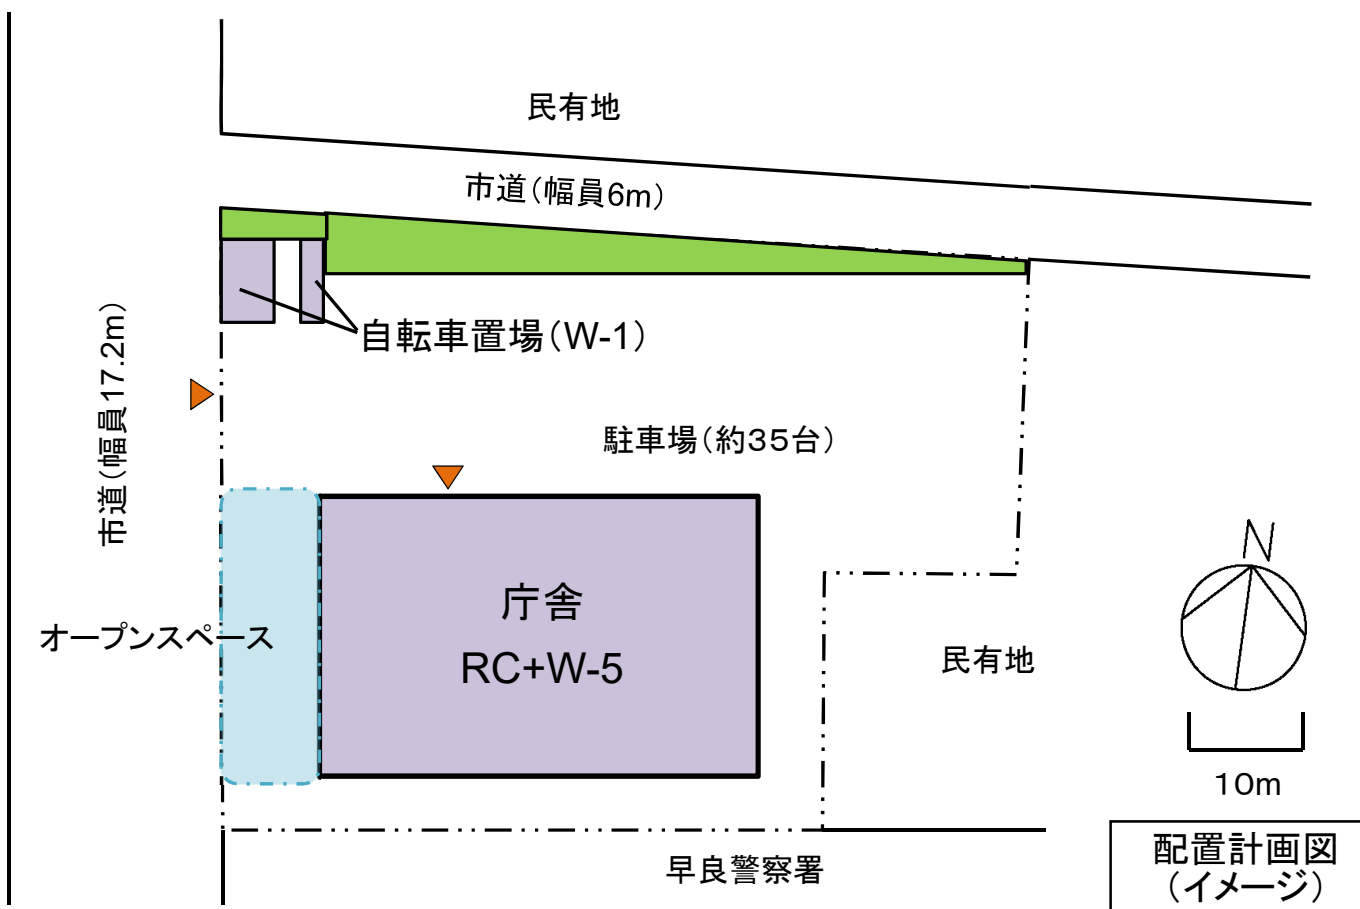 民有地
市道(幅員6m)
自転車置場(W-1)
市道(幅員17.2m)
駐車場(約35台)
N
庁舎
RC+W-5
オープンスペース
民有地
10m
早良警察署
配置計画図
(イメージ)